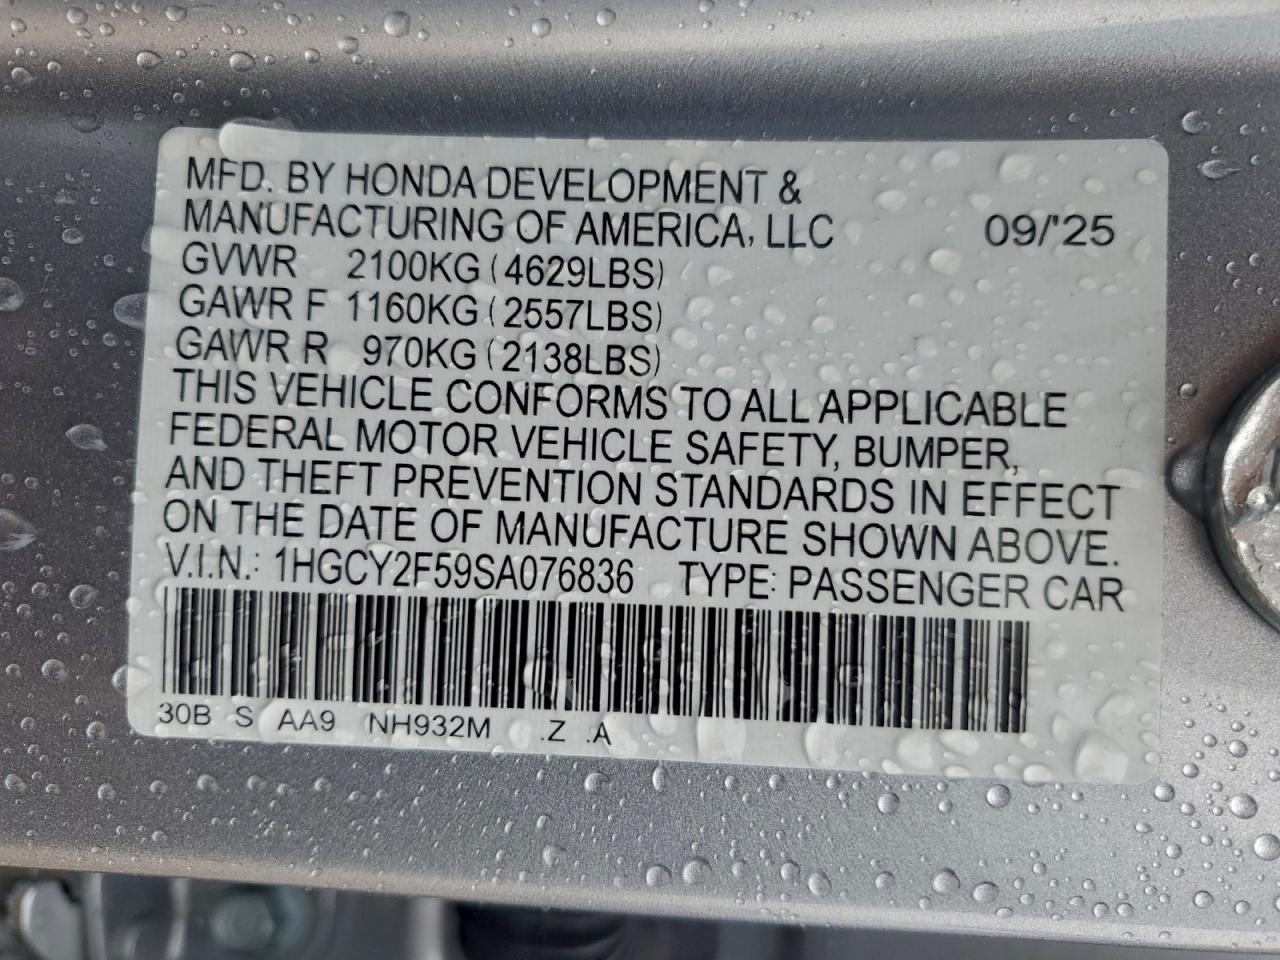 MFD. BY HONDA DEVELOPMENT &
MANUFACTURING OF AMERICA, LLC 09/'25
GVWR 2100KG (4629LBS)
GAWR F 1160KG (2557LBS)
GAWR R 970KG (2138LBS)
THIS VEHICLE CONFORMS TO ALL APPLICABLE
FEDERAL MOTOR VEHICLE SAFETY, BUMPER,
AND THEFT PREVENTION STANDARDS IN EFFECT
ON THE DATE OF MANUFACTURE SHOWN ABOVE.
V.I.N.: 1HGCY2F59SA076836 TYPE: PASSENGER CAR
30B S AA9 NH932M .Z .A